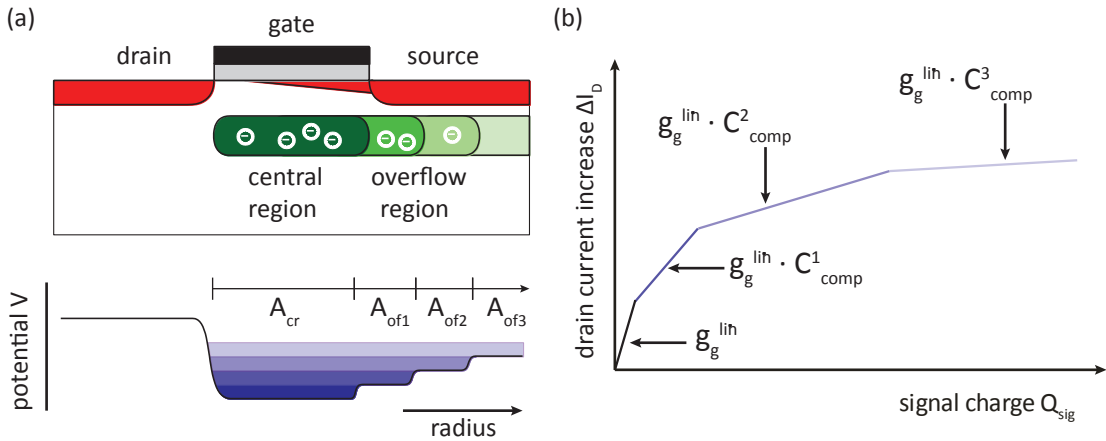 (a)
gate
drain
source
central
region
overflow
region
potential V
A_cr
A_of1
A_of2
A_of3
radius
(b)
drain current increase ΔI_D
g_g^lin · C^3_comp
g_g^lin · C^2_comp
g_g^lin · C^1_comp
g_g^lin
signal charge Q_sig